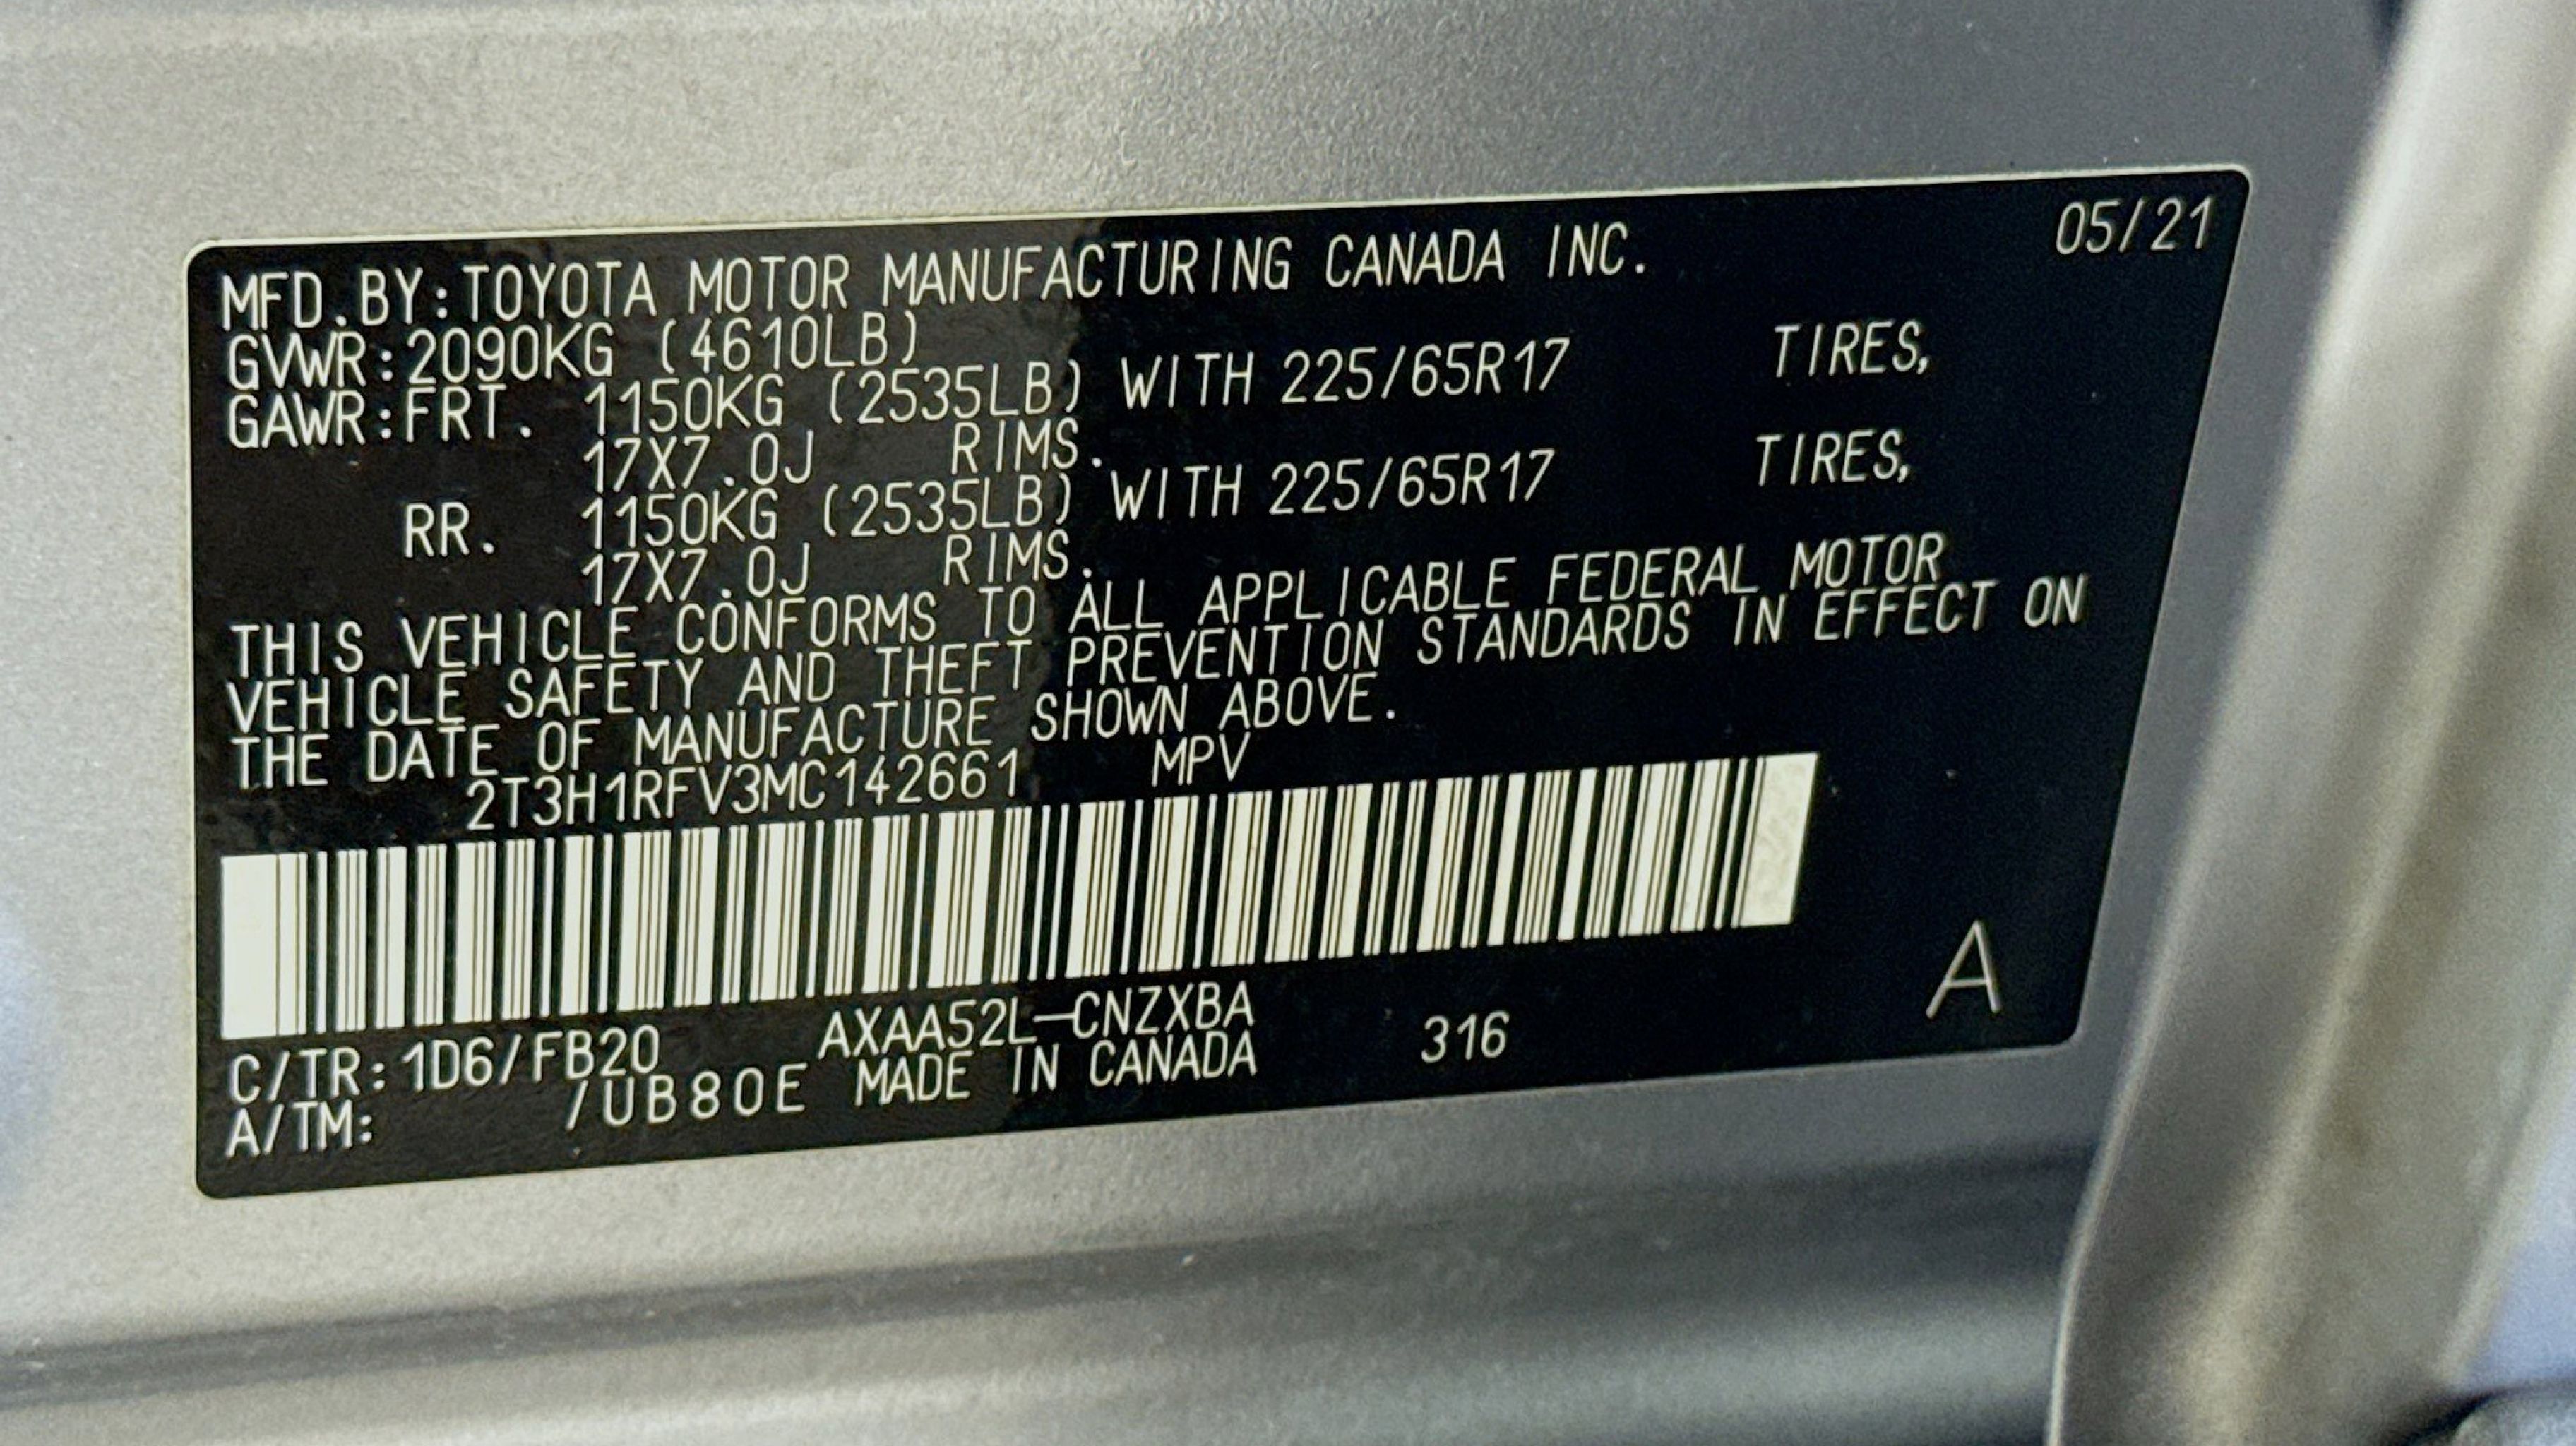 05/21
MFD.BY:TOYOTA MOTOR MANUFACTURING CANADA INC.
GVWR:2090KG (4610LB)
GAWR:FRT. 1150KG (2535LB) WITH 225/65R17 TIRES,
17X7.0J RIMS.
RR. 1150KG (2535LB) WITH 225/65R17 TIRES,
17X7.0J RIMS.
THIS VEHICLE CONFORMS TO ALL APPLICABLE FEDERAL MOTOR
VEHICLE SAFETY AND THEFT PREVENTION STANDARDS IN EFFECT ON
THE DATE OF MANUFACTURE SHOWN ABOVE.
2T3H1RFV3MC142661 MPV
C/TR:1D6/FB20 AXAA52L-CNZXBA
A/TM: /UB80E MADE IN CANADA 316
A